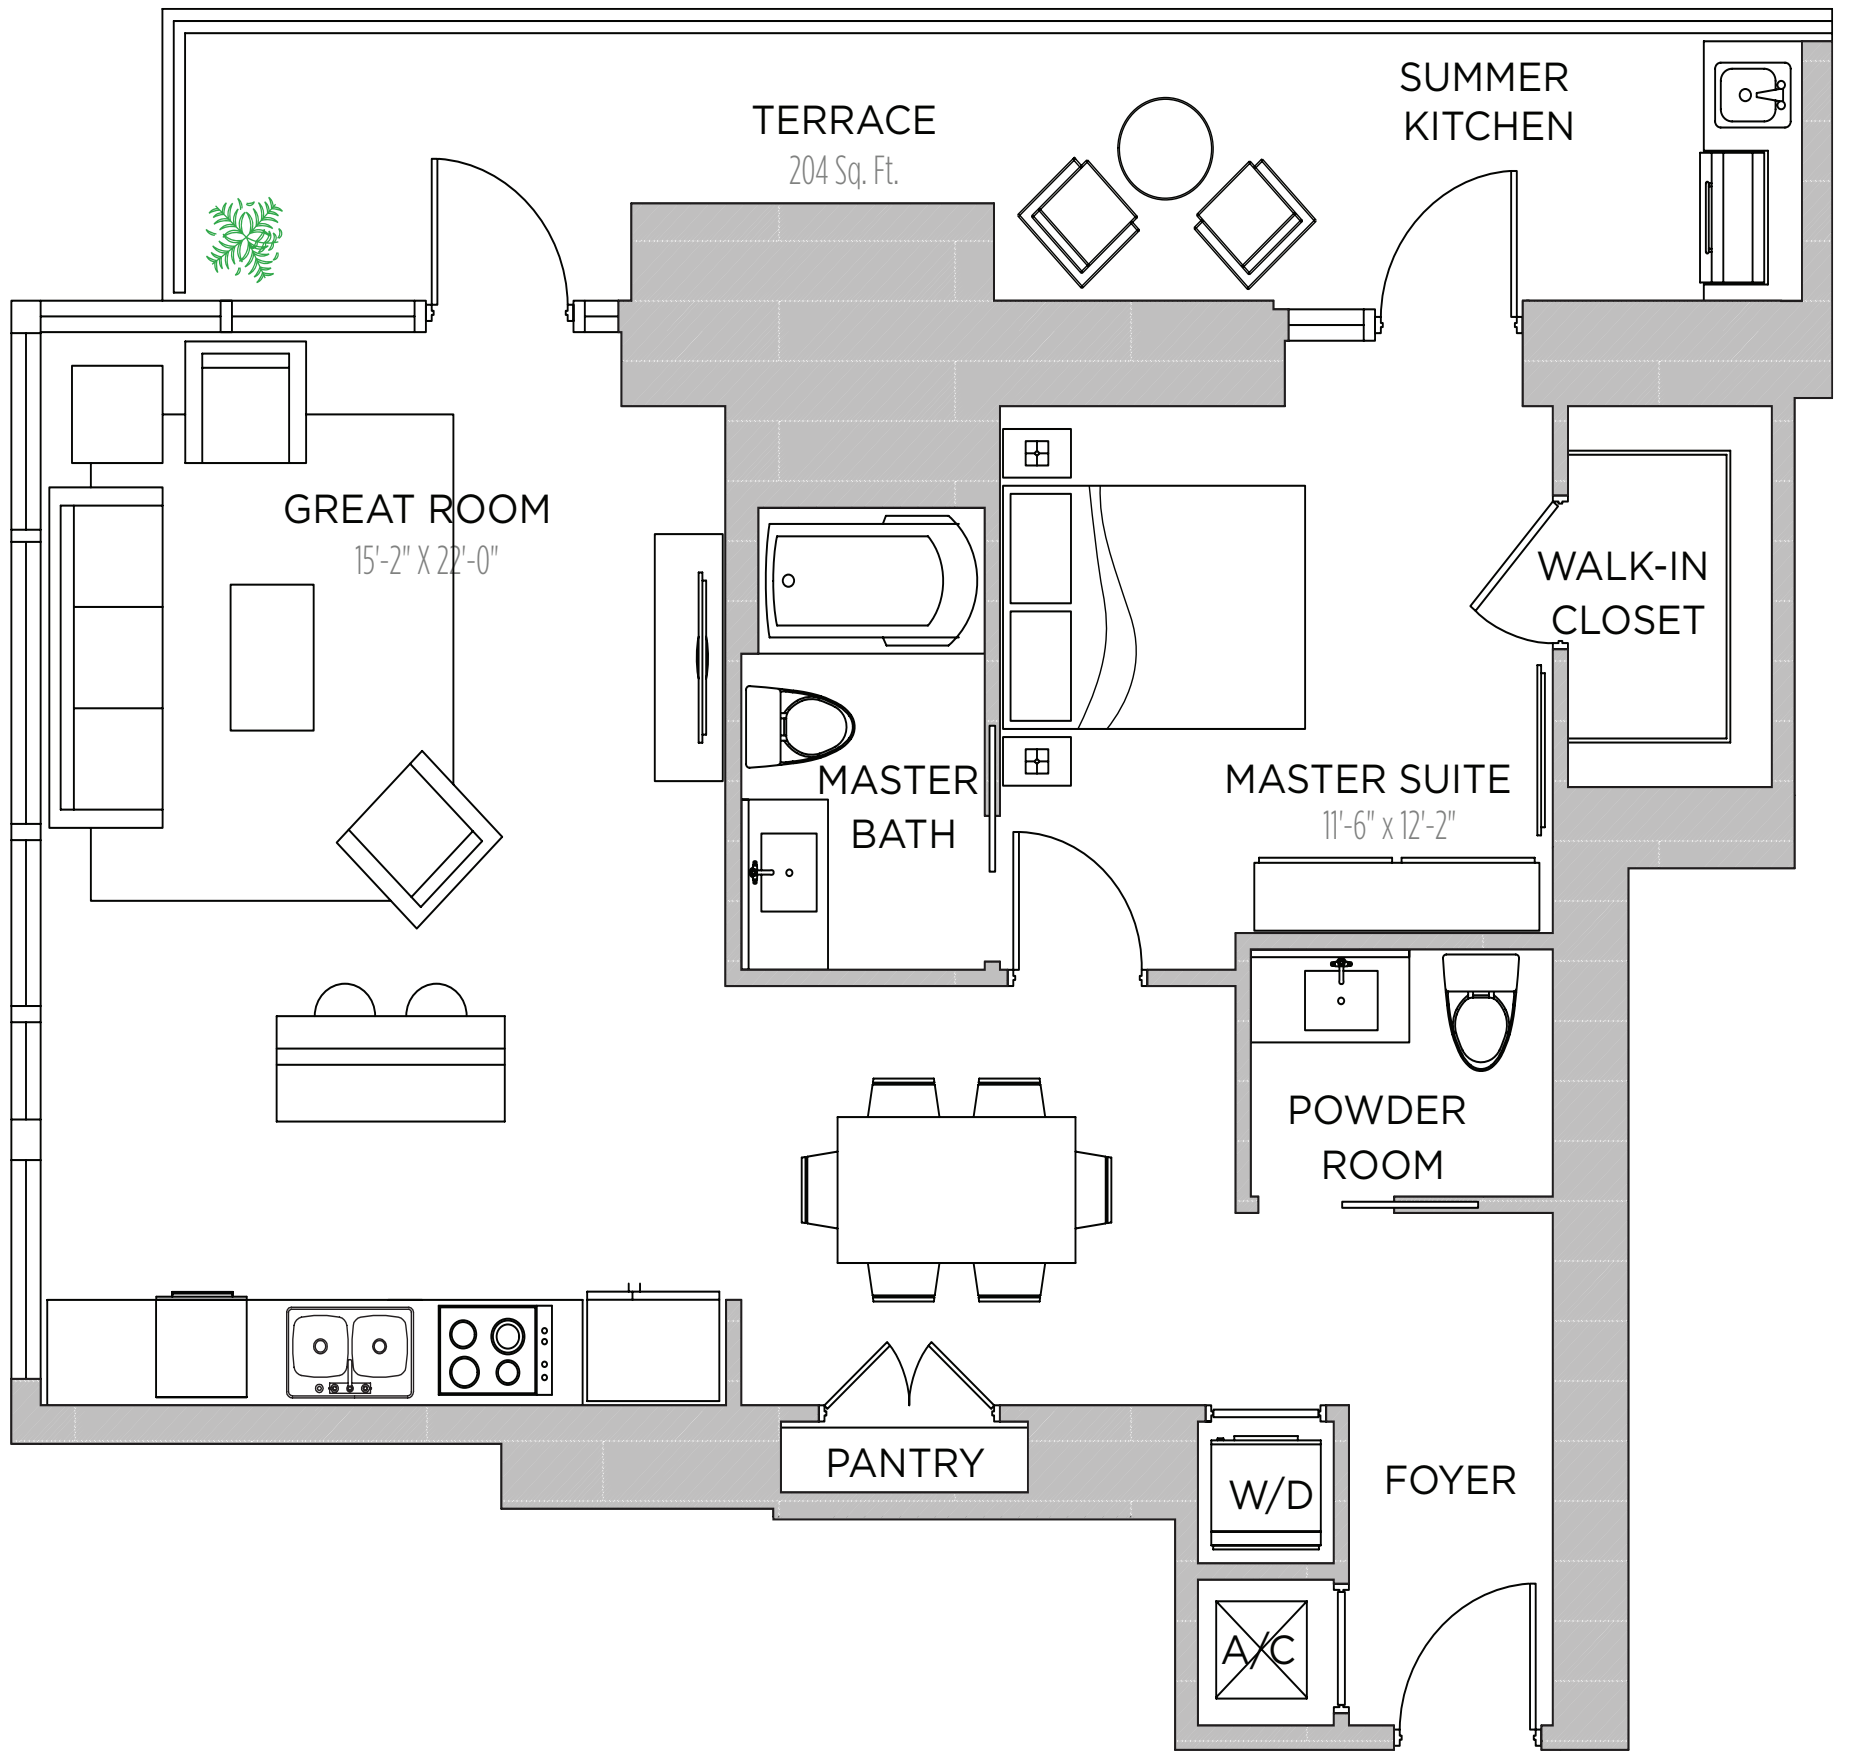 SUMMER
KITCHEN
TERRACE
204 Sq. Ft.
GREAT ROOM
15'-2" X 22'-0"
WALK-IN
CLOSET
MASTER
BATH
MASTER SUITE
11'-6" x 12'-2"
POWDER
ROOM
PANTRY
W/D
FOYER
A/C